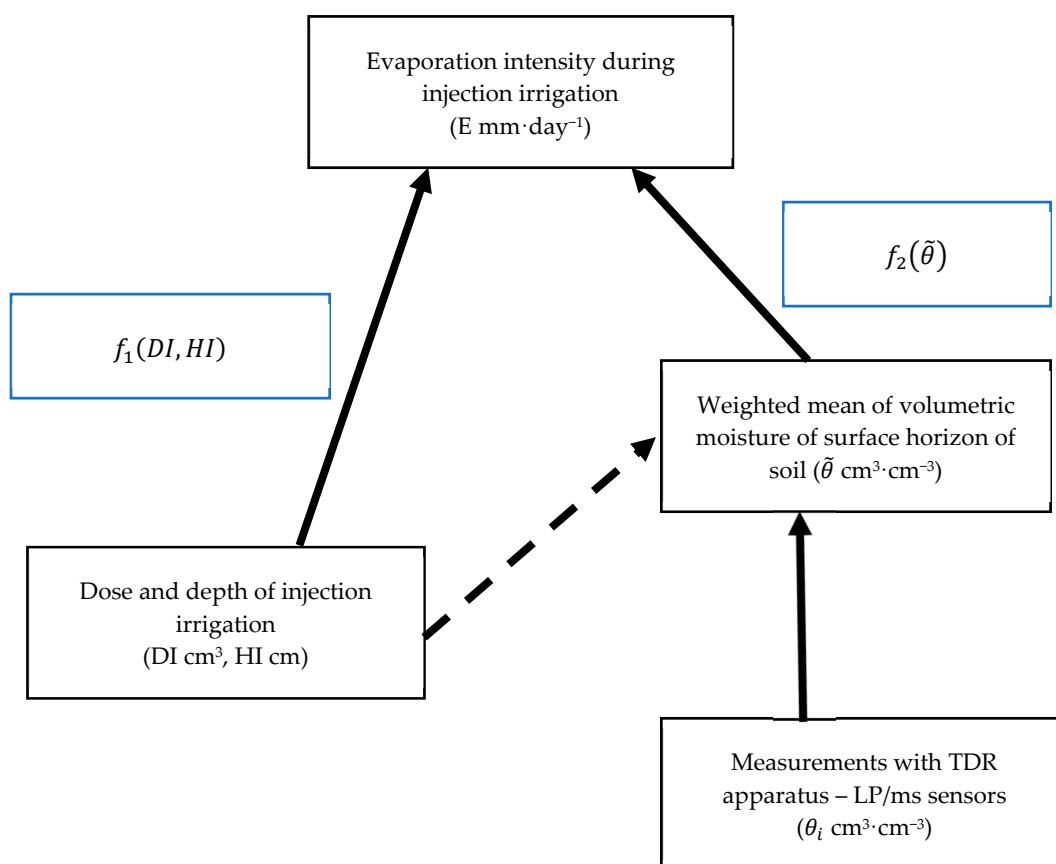 Evaporation intensity during
injection irrigation
(E mm·day⁻¹)
f₂(θ̃)
f₁(DI, HI)
Weighted mean of volumetric
moisture of surface horizon of
soil (θ̃ cm³·cm⁻³)
Dose and depth of injection
irrigation
(DI cm³, HI cm)
Measurements with TDR
apparatus – LP/ms sensors
(θᵢ cm³·cm⁻³)